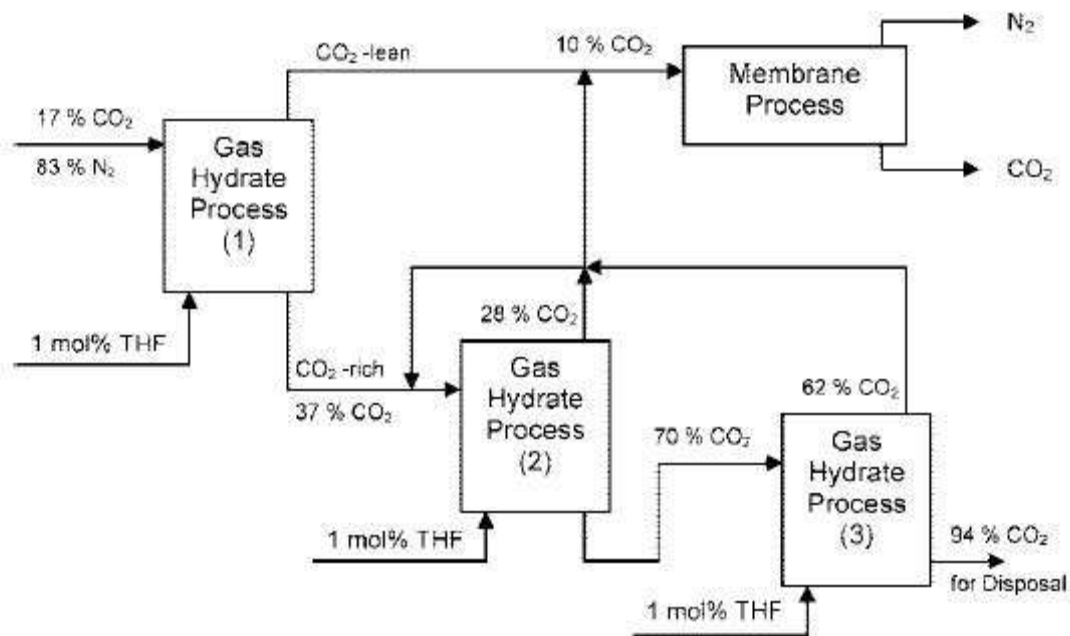 CO₂ -lean
10 % CO₂
N₂
Membrane
Process
CO₂
17 % CO₂
83 % N₂
Gas
Hydrate
Process
(1)
1 mol% THF
CO₂ -rich
37 % CO₂
28 % CO₂
Gas
Hydrate
Process
(2)
1 mol% THF
70 % CO₂
62 % CO₂
Gas
Hydrate
Process
(3)
94 % CO₂
for Disposal
1 mol% THF